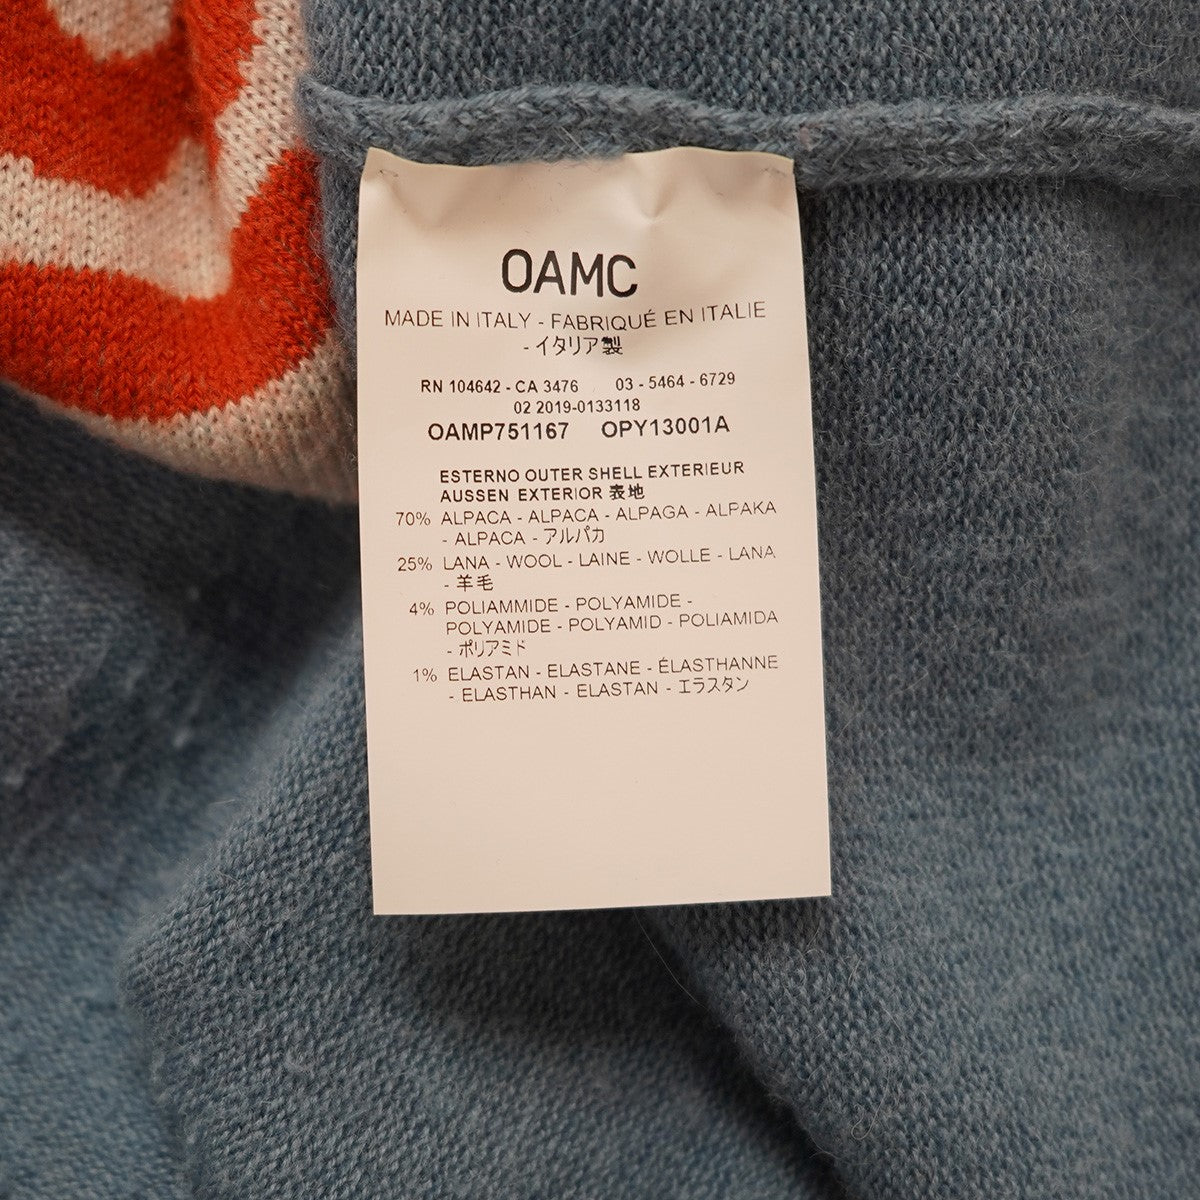 OAMC
MADE IN ITALY - FABRIQUÉ EN ITALIE
- イタリア製
RN 104642 - CA 3476 03 - 5464 - 6729
02 2019-0133118
OAMP751167 OPY13001A
ESTERNO OUTER SHELL EXTERIEUR
AUSSEN EXTERIOR 表地
70% ALPACA - ALPACA - ALPAGA - ALPAKA
- ALPACA - アルパカ
25% LANA - WOOL - LAINE - WOLLE - LANA
- 羊毛
4% POLIAMMIDE - POLYAMIDE -
POLYAMIDE - POLYAMID - POLIAMIDA
- ポリアミド
1% ELASTAN - ELASTANE - ÉLASTHANNE
- ELASTHAN - ELASTAN - エラスタン